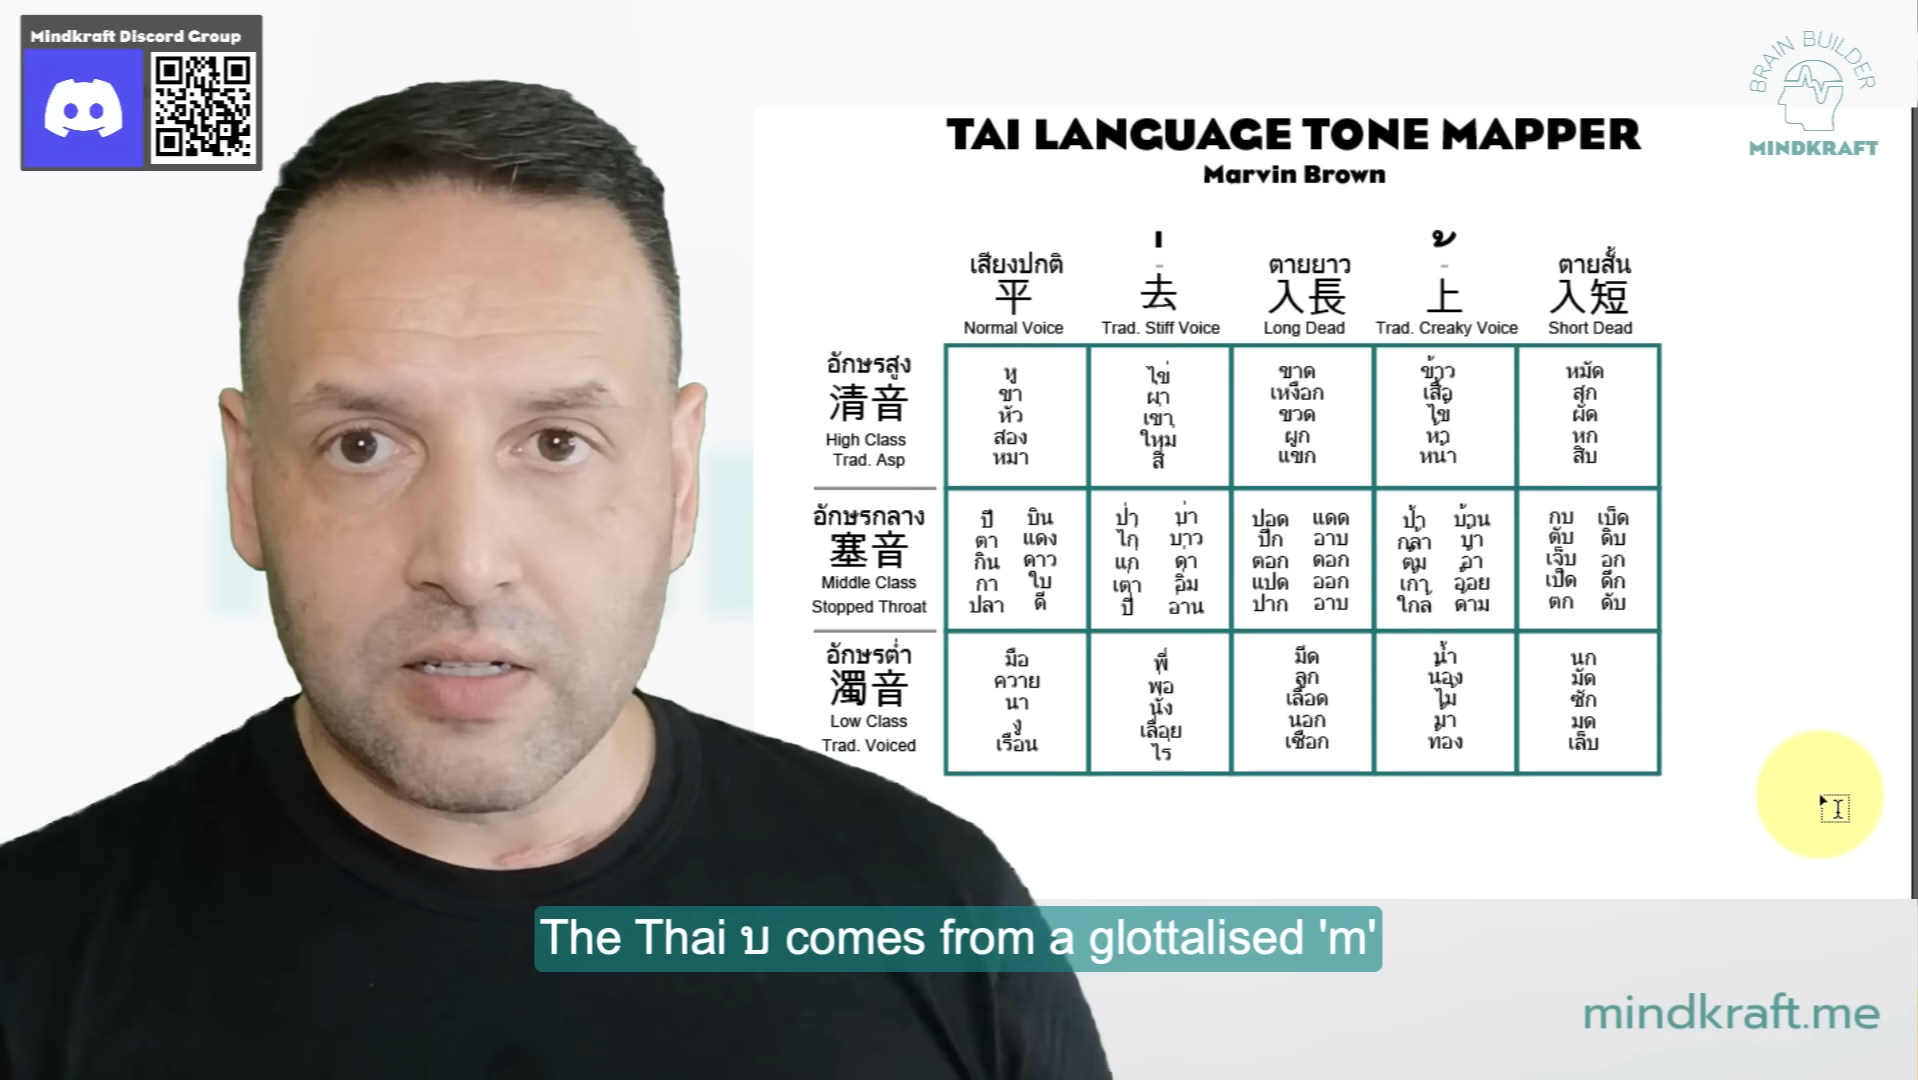 Mindkraft Discord Group
BRAIN BUILDER
MINDKRAFT
TAI LANGUAGE TONE MAPPER
Marvin Brown
่ ้
เสียงปกติ - ตายยาว - ตายสั้น
平 去 入長 上 入短
Normal Voice Trad. Stiff Voice Long Dead Trad. Creaky Voice Short Dead
อักษรสูง
清音
High Class
Trad. Asp
หู ไข่ ขาด ข้าว หมัด
ขา ผ่า เหงือก เสื้อ สุก
หัว เข่า ขวด ไข้ ผัด
สอง ใหม่ ผูก ห้า หก
หมา สี่ แขก หน้า สิบ
อักษรกลาง
塞音
Middle Class
Stopped Throat
ปี บิน ป่า บ่า ปอด แดด ป้า บ้วน กบ เบ็ด
ตา แดง ไก่ บ่าว ปีก อาบ กล้า บ้า ตับ ดิบ
กิน ดาว แก่ ด่า ตอก ดอก ตุ้ม อ้า เจ็บ อก
กา ใบ เต่า อิ่ม แปด ออก เก้า อ้อย เป็ด ดึก
ปลา ดี ปี่ อ่าน ปาก อาบ ใกล้ ด้าม ตก ดับ
อักษรต่ำ
濁音
Low Class
Trad. Voiced
มือ พี่ มีด น้ำ นก
ควาย พ่อ ลูก น้อง มัด
นา นั่ง เลือด ไม้ ซัก
งู เลื่อย นอก ม้า มด
เรือน ไร่ เชือก ท้อง เล็บ
The Thai บ comes from a glottalised 'm'
mindkraft.me